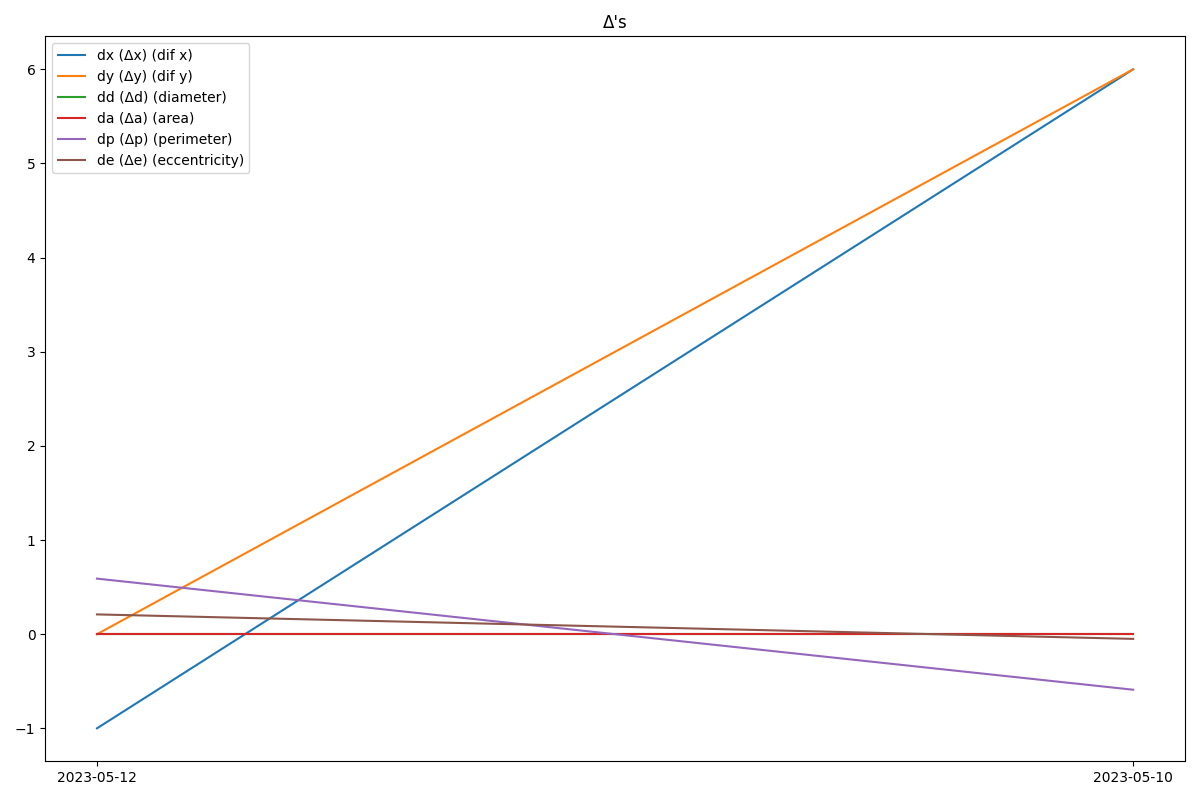 Δ's
dx (Δx) (dif x)
dy (Δy) (dif y)
dd (Δd) (diameter)
da (Δa) (area)
dp (Δp) (perimeter)
de (Δe) (eccentricity)
6
5
4
3
2
1
0
−1
2023-05-12
2023-05-10